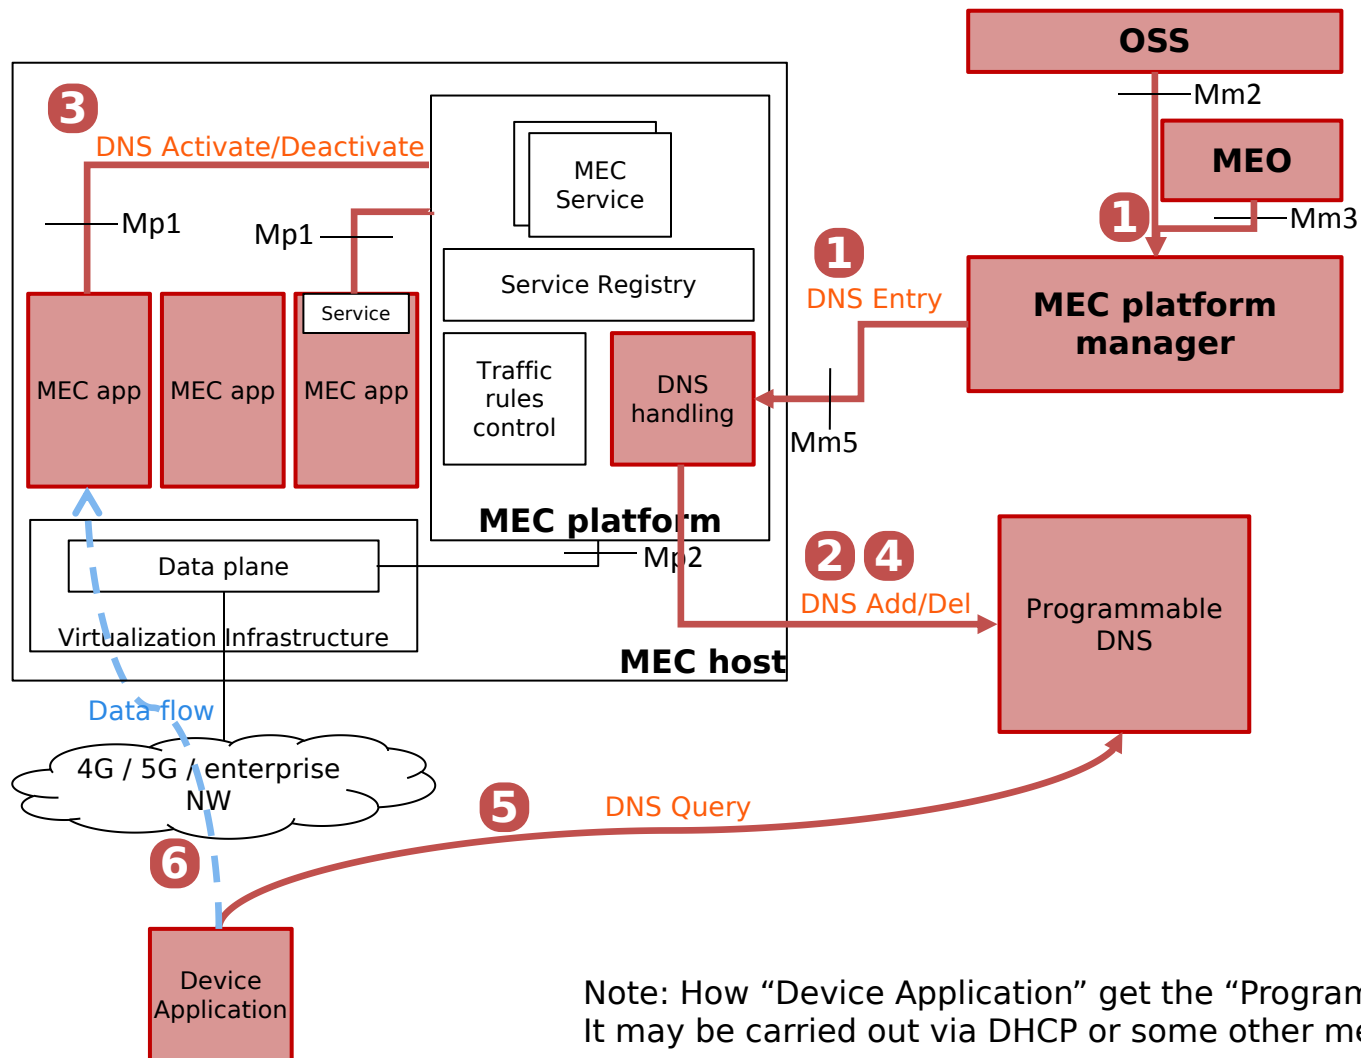 OSS
Mm2
MEO
Mm3
1
MEC platform
manager
1
DNS Entry
Mm5
3
DNS Activate/Deactivate
Mp1
Mp1
MEC
Service
Service Registry
Traffic
rules
control
DNS
handling
MEC platform
MEC app
MEC app
Service
MEC app
Data plane
Virtualization Infrastructure
Mp2
MEC host
2 4
DNS Add/Del
Programmable
DNS
Data flow
4G / 5G / enterprise
NW
5
DNS Query
6
Device
Application
Note: How “Device Application” get the “Program
It may be carried out via DHCP or some other me